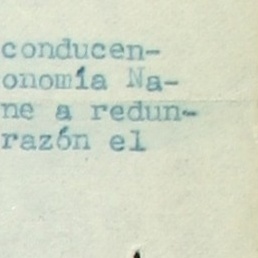 conducen-
onomía Na-
ne a redun-
razón el